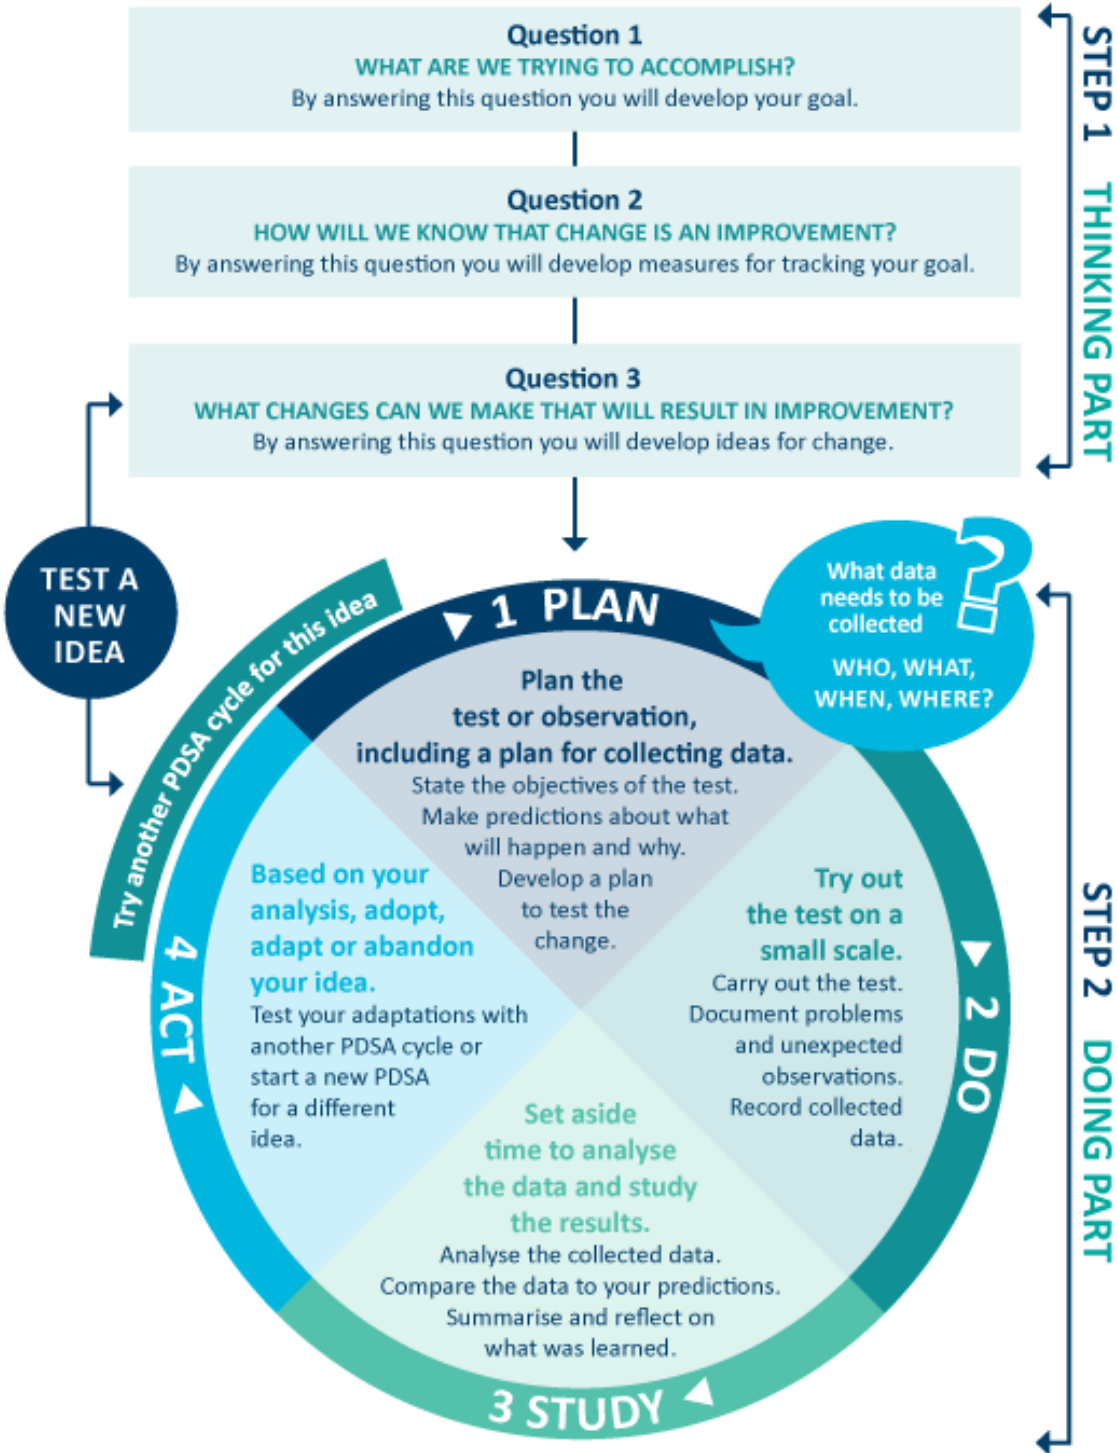 Question 1
WHAT ARE WE TRYING TO ACCOMPLISH?
By answering this question you will develop your goal.
Question 2
HOW WILL WE KNOW THAT CHANGE IS AN IMPROVEMENT?
By answering this question you will develop measures for tracking your goal.
Question 3
WHAT CHANGES CAN WE MAKE THAT WILL RESULT IN IMPROVEMENT?
By answering this question you will develop ideas for change.
STEP 1 THINKING PART
TEST A
NEW
IDEA
Try another PDSA cycle for this idea
1 PLAN
What data
needs to be
collected
?
WHO, WHAT,
WHEN, WHERE?
Plan the
test or observation,
including a plan for collecting data.
State the objectives of the test.
Make predictions about what
will happen and why.
Develop a plan
to test the
change.
2 DO
Try out
the test on a
small scale.
Carry out the test.
Document problems
and unexpected
observations.
Record collected
data.
3 STUDY
Set aside
time to analyse
the data and study
the results.
Analyse the collected data.
Compare the data to your predictions.
Summarise and reflect on
what was learned.
4 ACT
Based on your
analysis, adopt,
adapt or abandon
your idea.
Test your adaptations with
another PDSA cycle or
start a new PDSA
for a different
idea.
STEP 2 DOING PART